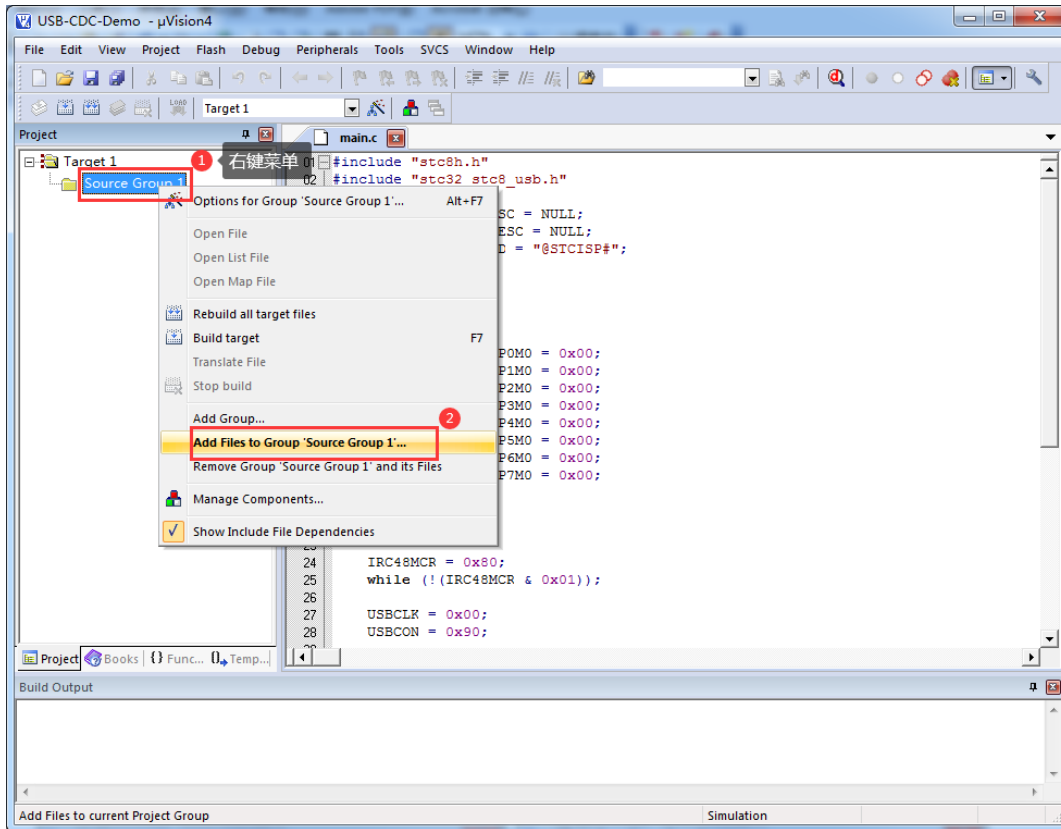 USB-CDC-Demo - µVision4
File Edit View Project Flash Debug Peripherals Tools SVCS Window Help
LOAD Target 1
Project
main.c
Target 1
1 右键菜单
Source Group 1
01 #include "stc8h.h"
02 #include "stc32_stc8_usb.h"
Options for Group 'Source Group 1'... Alt+F7
SC = NULL;
Open File
ESC = NULL;
D = "@STCISP#";
Open List File
Open Map File
Rebuild all target files
Build target F7
P0M0 = 0x00;
Translate File
P1M0 = 0x00;
Stop build
P2M0 = 0x00;
P3M0 = 0x00;
Add Group... 2
P4M0 = 0x00;
Add Files to Group 'Source Group 1'...
P5M0 = 0x00;
P6M0 = 0x00;
Remove Group 'Source Group 1' and its Files
P7M0 = 0x00;
Manage Components...
Show Include File Dependencies
24 IRC48MCR = 0x80;
25 while (!(IRC48MCR & 0x01));
26
27 USBCLK = 0x00;
28 USBCON = 0x90;
Project Books {} Func... Temp...
Build Output
Add Files to current Project Group Simulation